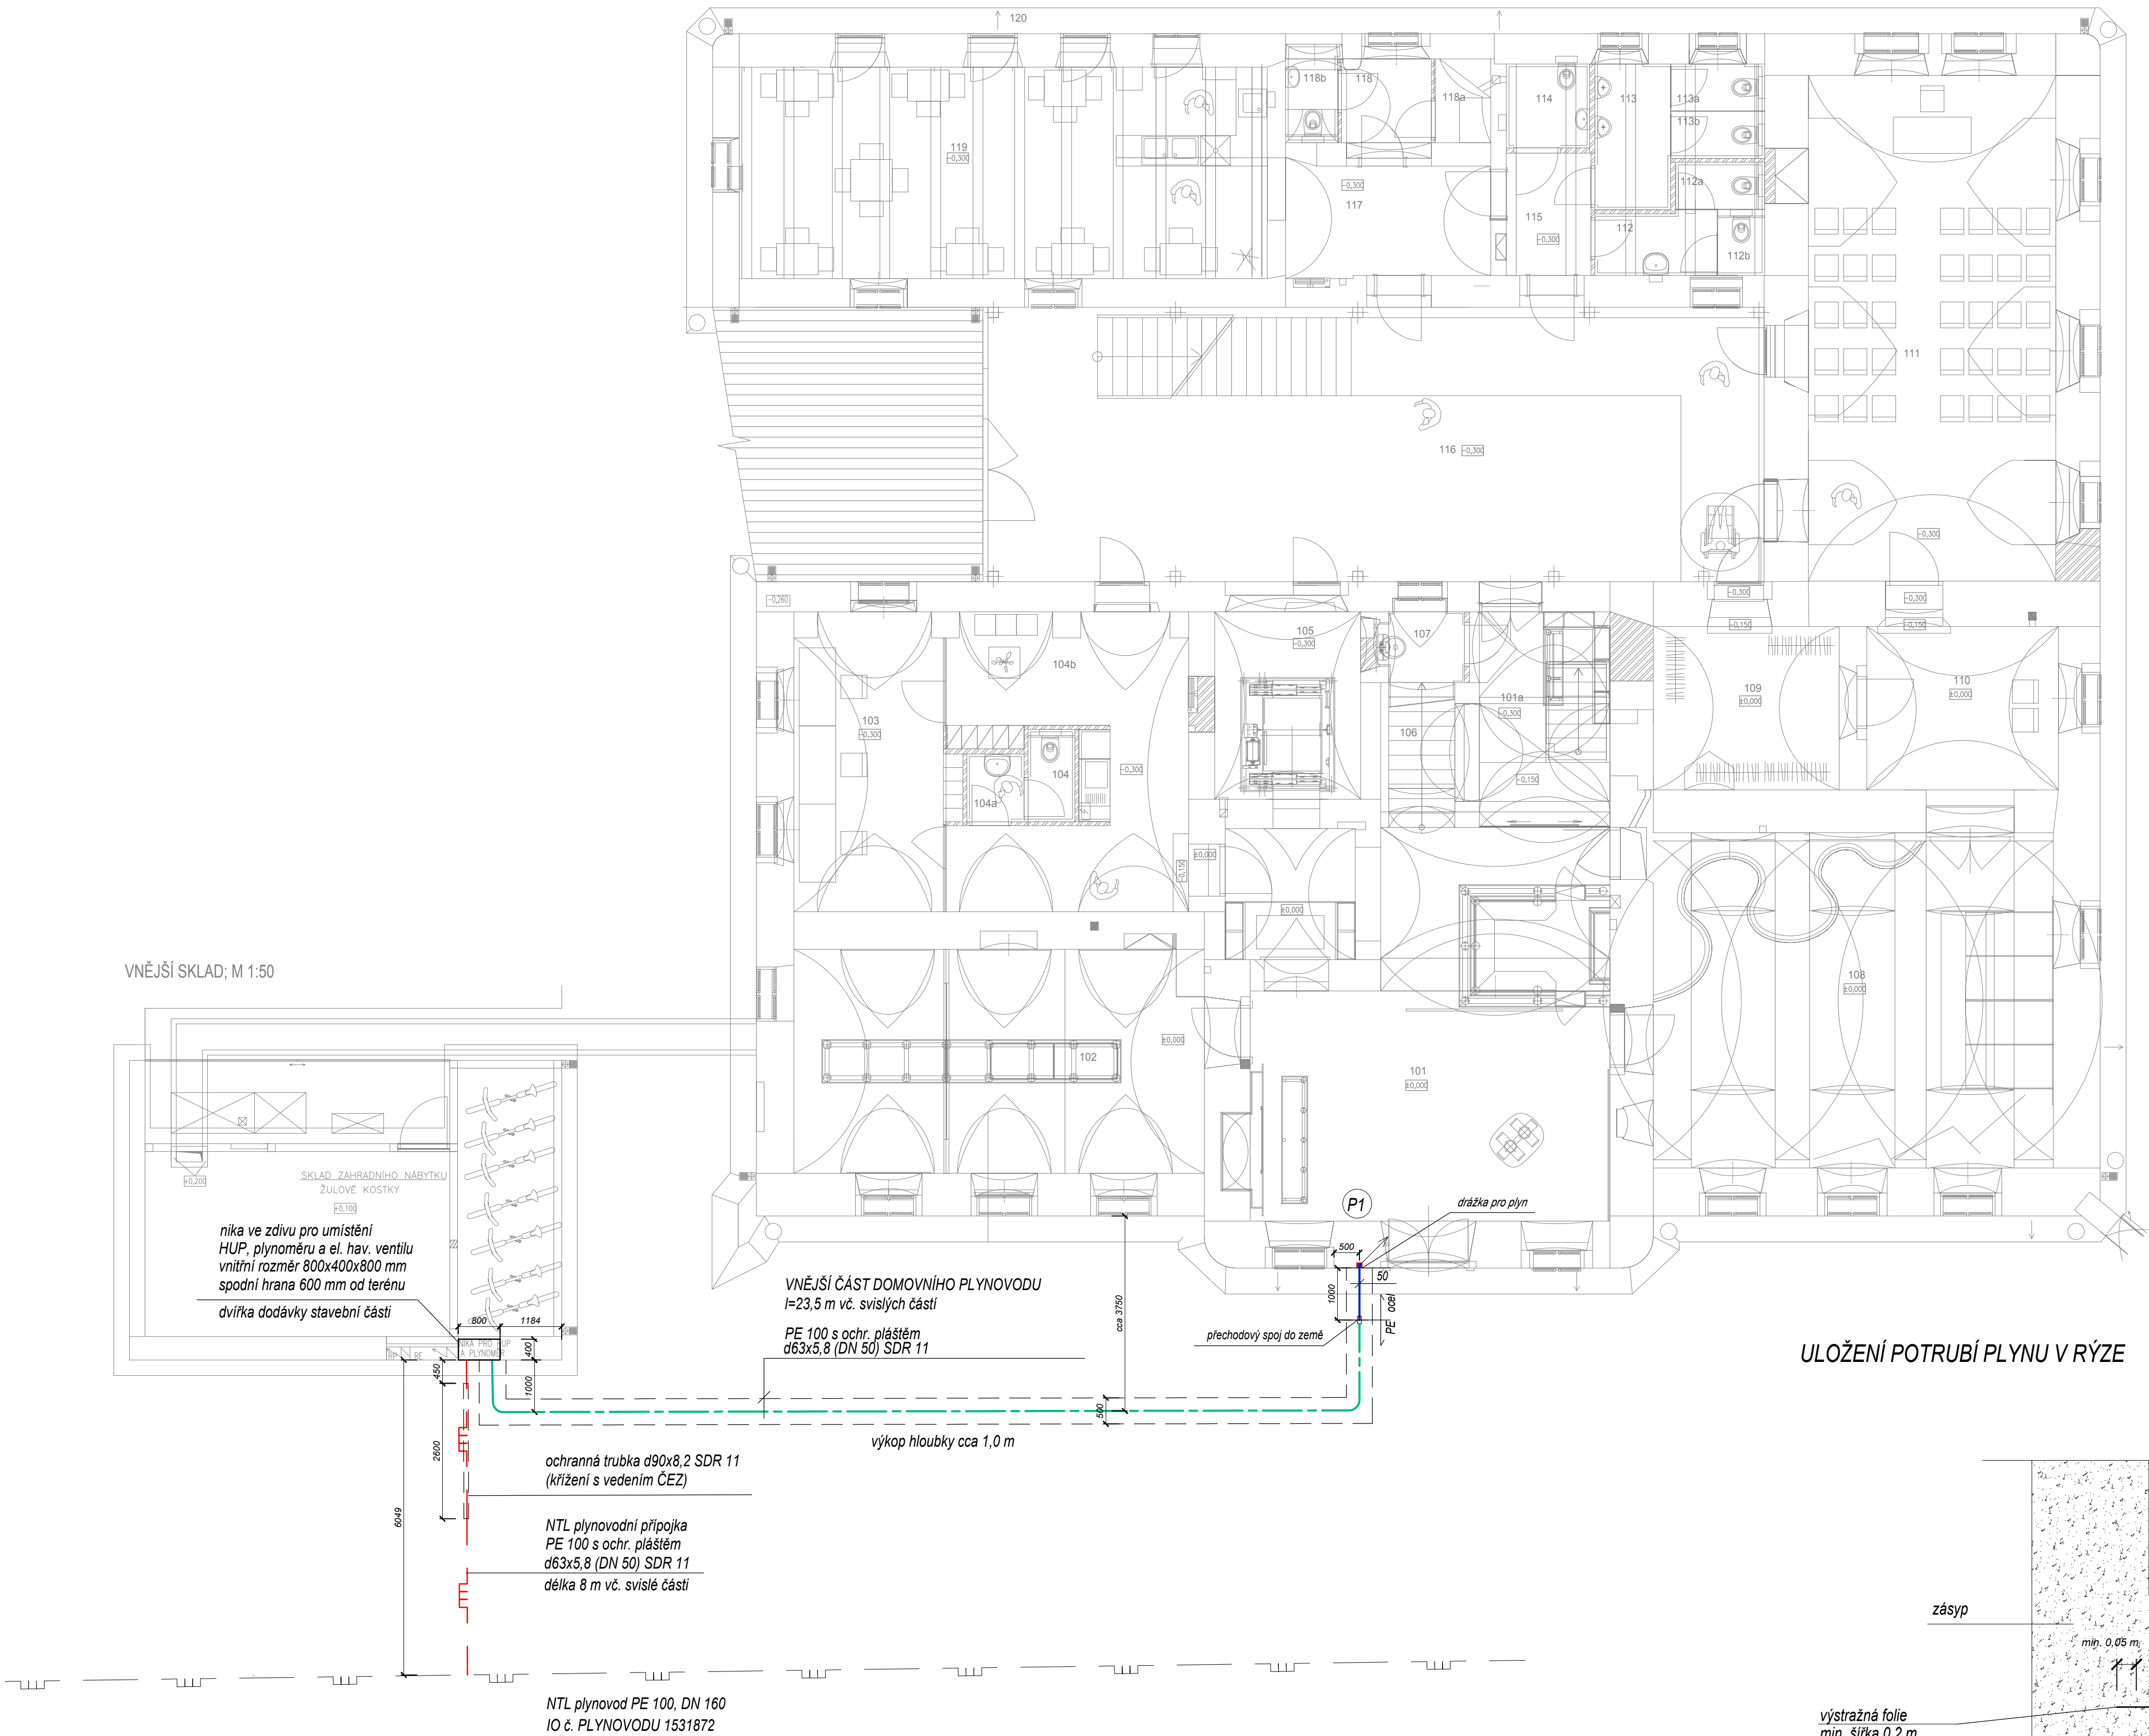 120
118b
118
118a
114
113
113a
113b
119
-0,300
112a
-0,300
117
115
112
-0,300
112b
111
116
-0,300
-0,300
-0,260
-0,300
-0,300
105
-0,300
107
-0,150
-0,150
104b
101a
-0,300
109
±0,000
110
±0,000
103
-0,300
106
104
-0,300
-0,150
104a
±0,000
-0,150
±0,000
108
±0,000
VNĚJŠÍ SKLAD; M 1:50
102
±0,000
101
±0,000
+0,200
SKLAD ZAHRADNÍHO NÁBYTKU
ŽULOVÉ KOSTKY
+0,100
nika ve zdivu pro umístění
HUP, plynoměru a el. hav. ventilu
vnitřní rozměr 800x400x800 mm
spodní hrana 600 mm od terénu
dvířka dodávky stavební části
800
1184
NIKA PRO HUP
A PLYNOMĚR
RP
RE
400
450
1000
2600
6049
P1
drážka pro plyn
500
50
1000
PE
ocel
přechodový spoj do země
VNĚJŠÍ ČÁST DOMOVNÍHO PLYNOVODU
l=23,5 m vč. svislých částí
PE 100 s ochr. pláštěm
d63x5,8 (DN 50) SDR 11
cca 3750
500
výkop hloubky cca 1,0 m
ULOŽENÍ POTRUBÍ PLYNU V RÝZE
ochranná trubka d90x8,2 SDR 11
(křížení s vedením ČEZ)
NTL plynovodní přípojka
PE 100 s ochr. pláštěm
d63x5,8 (DN 50) SDR 11
délka 8 m vč. svislé části
zásyp
min. 0,05 m
NTL plynovod PE 100, DN 160
IO č. PLYNOVODU 1531872
výstražná folie
min. šířka 0,2 m